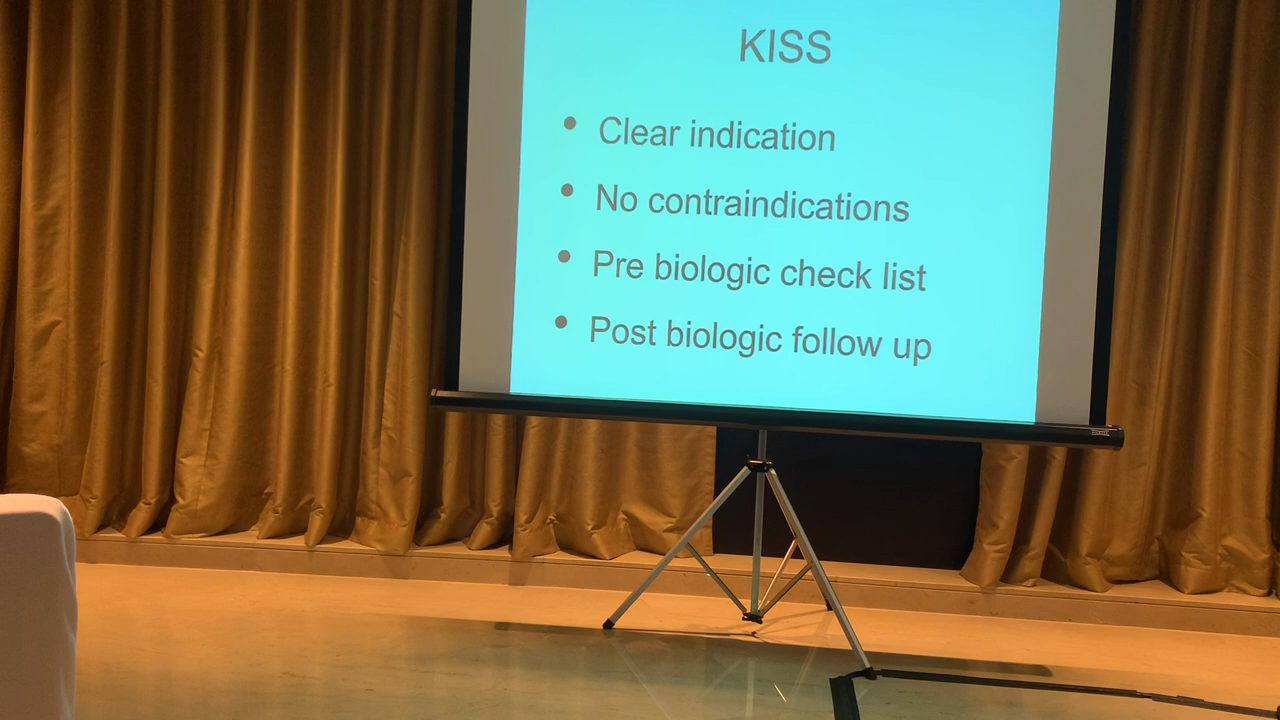 KISS
• Clear indication
• No contraindications
• Pre biologic check list
• Post biologic follow up